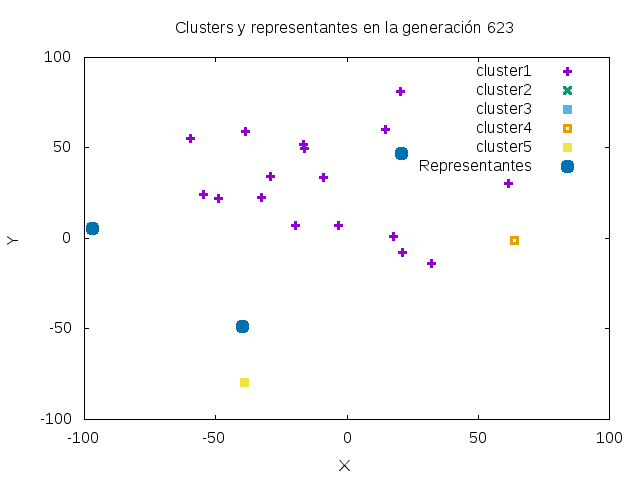 Clusters y representantes en la generación 623
100
50
0
-50
-100
-100
-50
0
50
100
Y
X
cluster1
cluster2
cluster3
cluster4
cluster5
Representantes